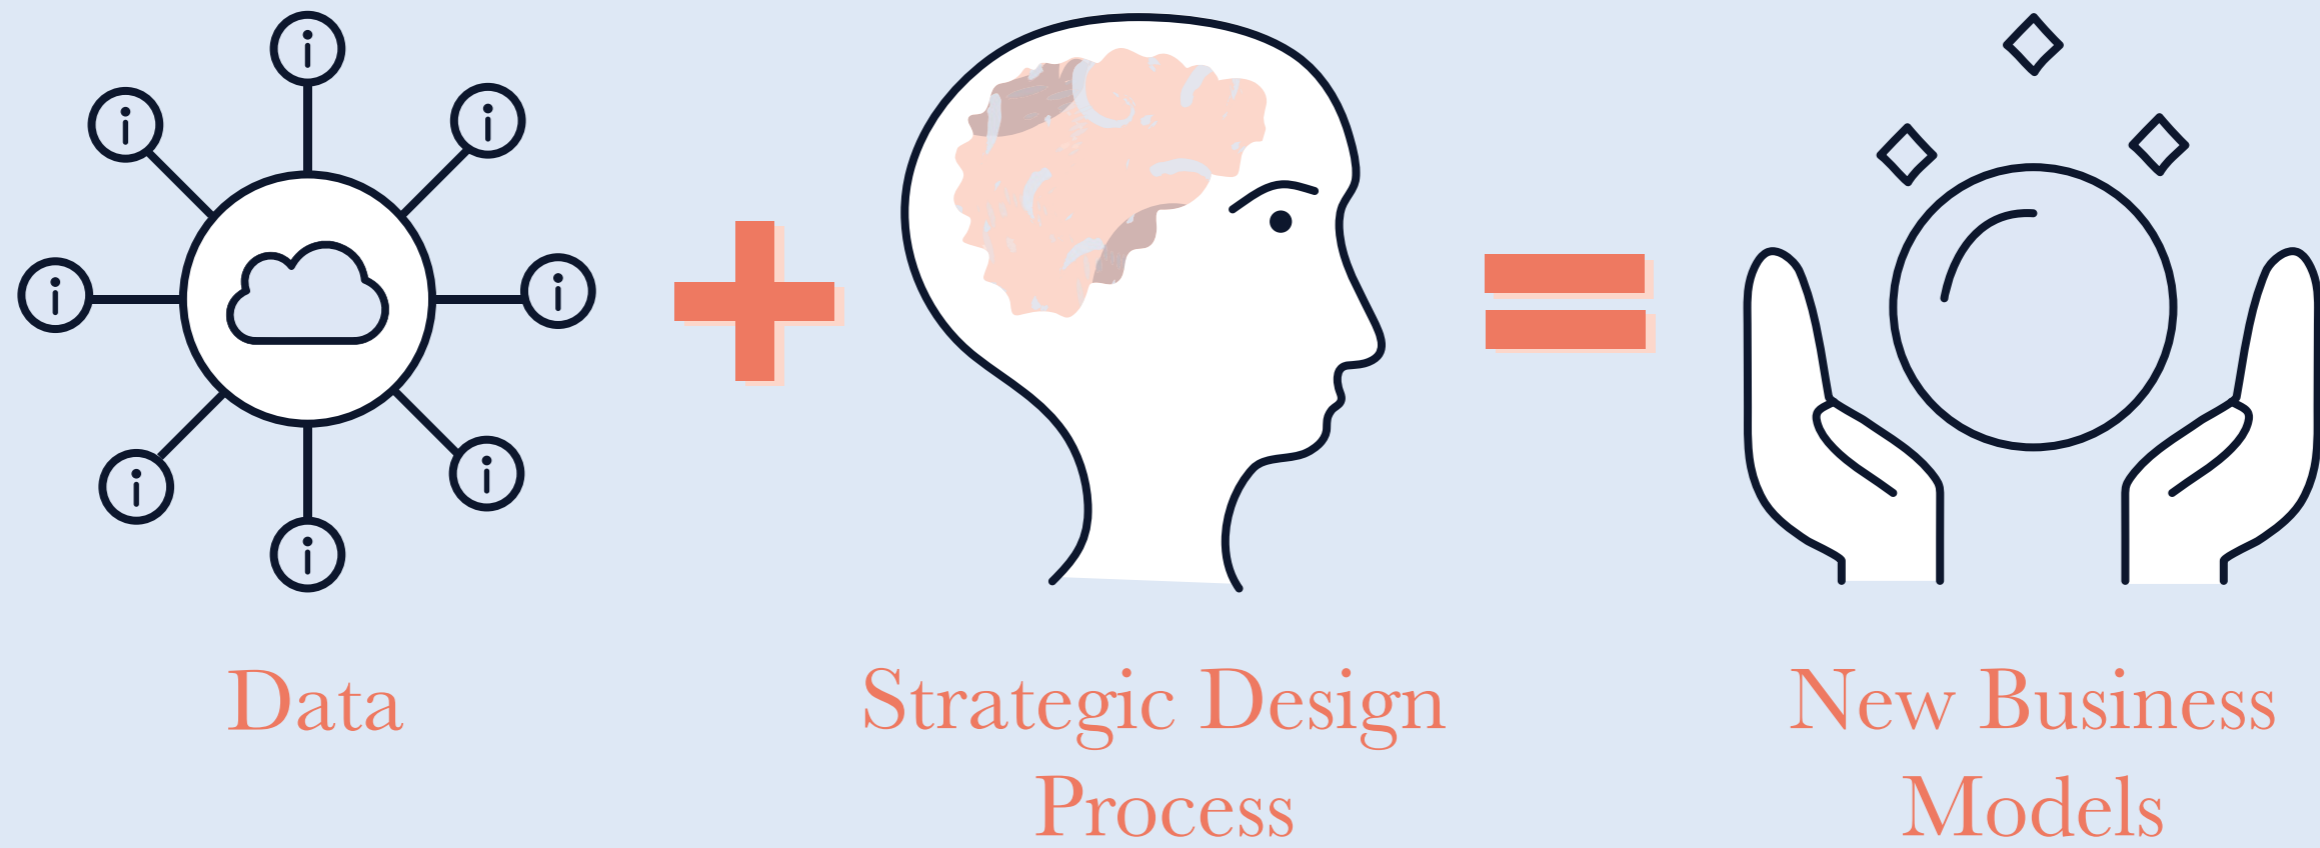 i
i
i
i
i
i
i
i
Data
Strategic Design
Process
New Business
Models